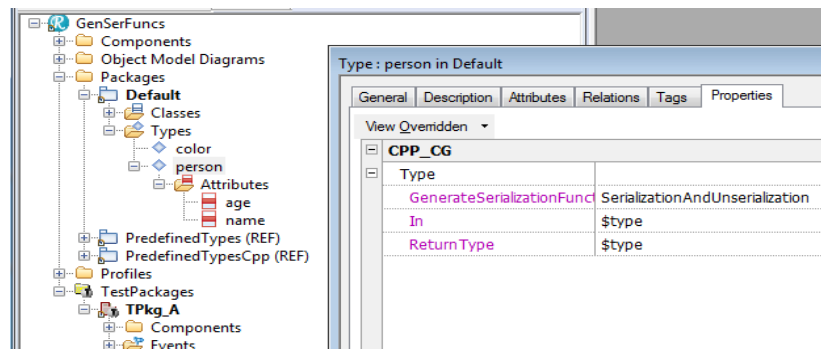 GenSerFuncs
Components
Object Model Diagrams
Packages
Default
Classes
Types
color
person
Attributes
age
name
PredefinedTypes (REF)
PredefinedTypesCpp (REF)
Profiles
TestPackages
TPkg_A
Components
Events
Type : person in Default
General Description Attributes Relations Tags Properties
View Overridden
CPP_CG
Type
GenerateSerializationFunct SerializationAndUnserialization
In $type
ReturnType $type